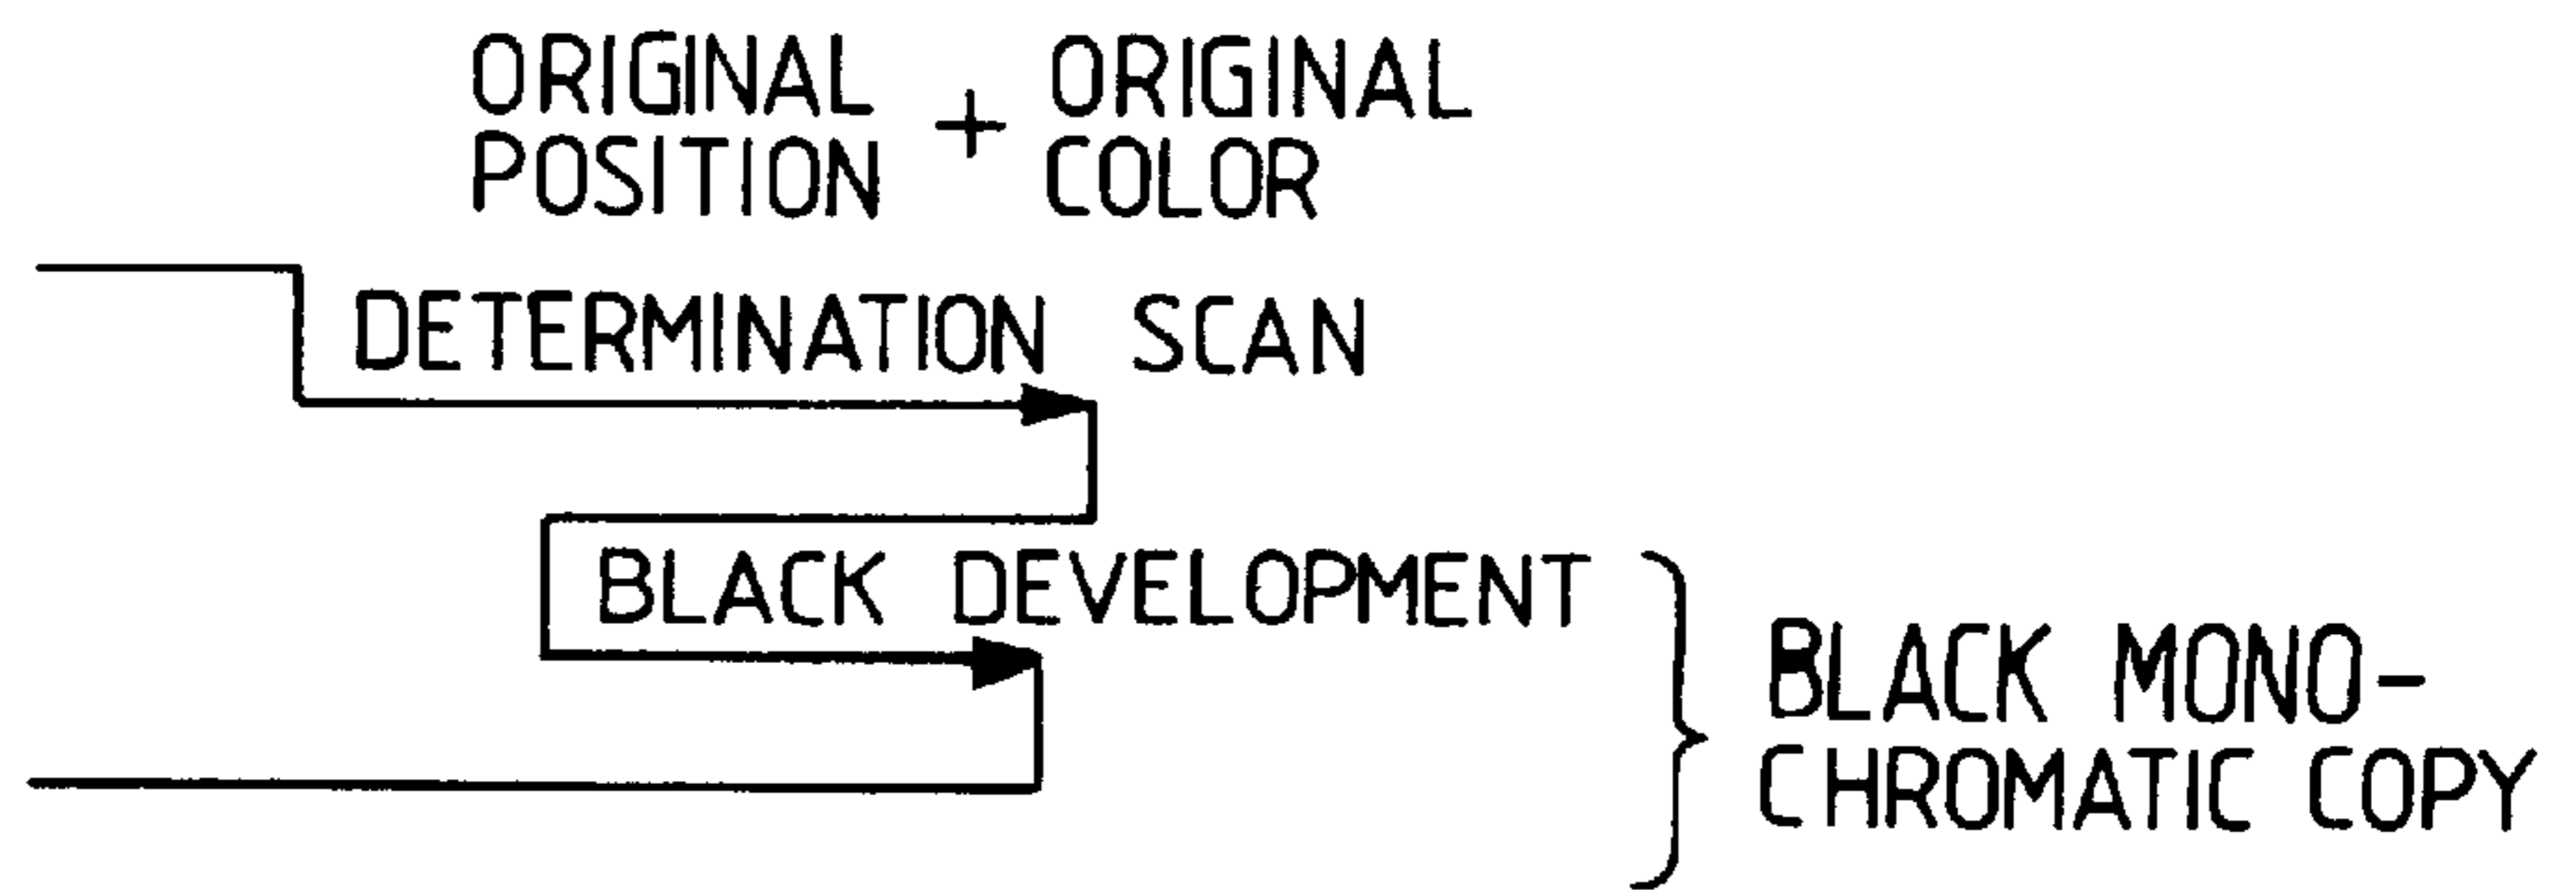 ORIGINAL POSITION + ORIGINAL COLOR
DETERMINATION SCAN
BLACK DEVELOPMENT
BLACK MONO-
CHROMATIC COPY